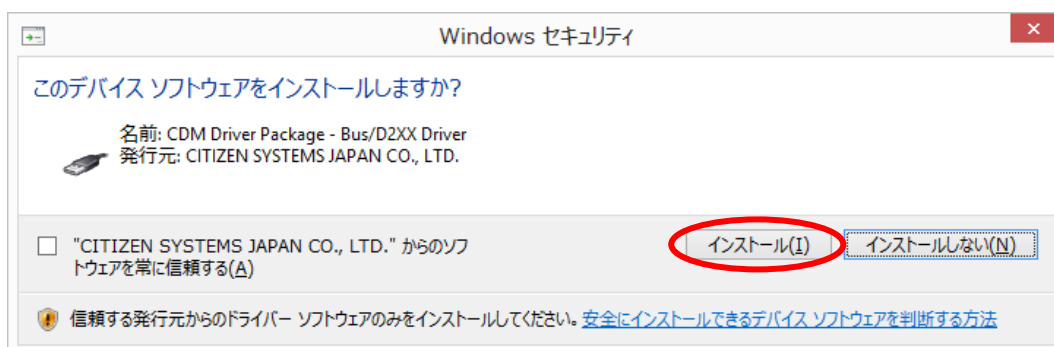 Windows セキュリティ
このデバイス ソフトウェアをインストールしますか?
名前: CDM Driver Package - Bus/D2XX Driver
発行元: CITIZEN SYSTEMS JAPAN CO., LTD.
"CITIZEN SYSTEMS JAPAN CO., LTD." からのソフ
トウェアを常に信頼する(A)
インストール(I)
インストールしない(N)
信頼する発行元からのドライバー ソフトウェアのみをインストールしてください。安全にインストールできるデバイス ソフトウェアを判断する方法